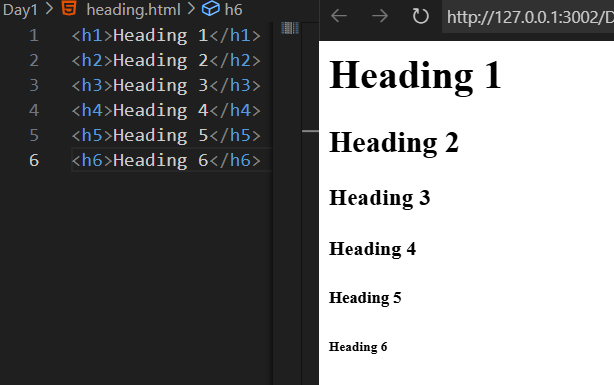 Day1 > heading.html > h6
1 <h1>Heading 1</h1>
2 <h2>Heading 2</h2>
3 <h3>Heading 3</h3>
4 <h4>Heading 4</h4>
5 <h5>Heading 5</h5>
6 <h6>Heading 6</h6>
http://127.0.0.1:3002/D
Heading 1
Heading 2
Heading 3
Heading 4
Heading 5
Heading 6